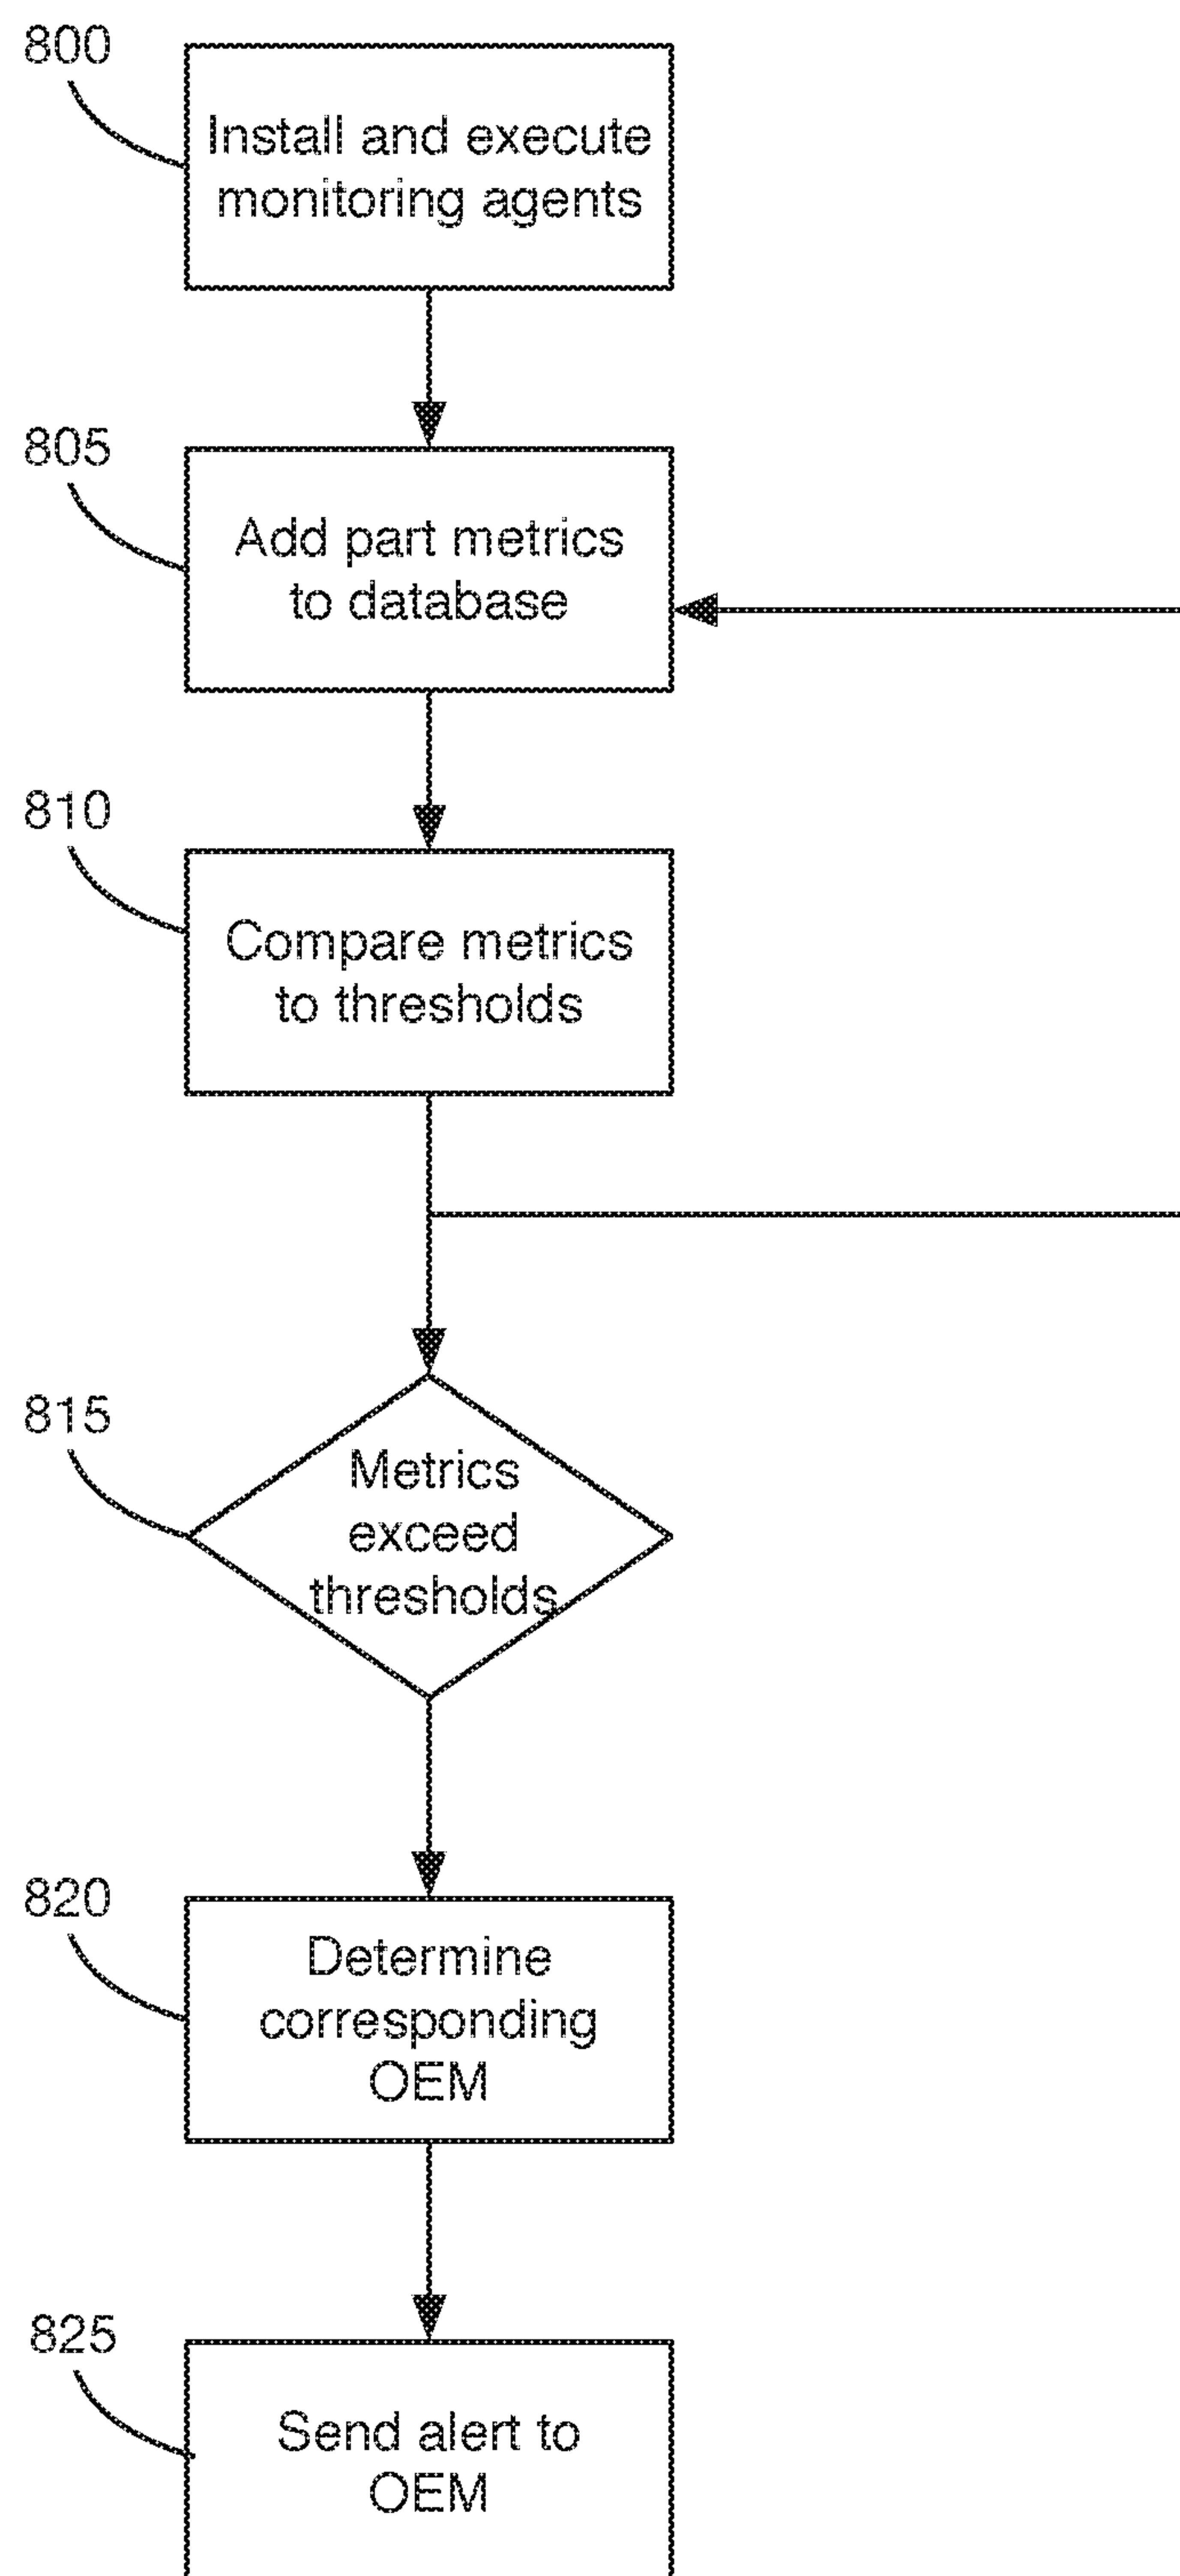 800
Install and execute
monitoring agents
805
Add part metrics
to database
810
Compare metrics
to thresholds
815
Metrics
exceed
thresholds
820
Determine
corresponding
OEM
825
Send alert to
OEM